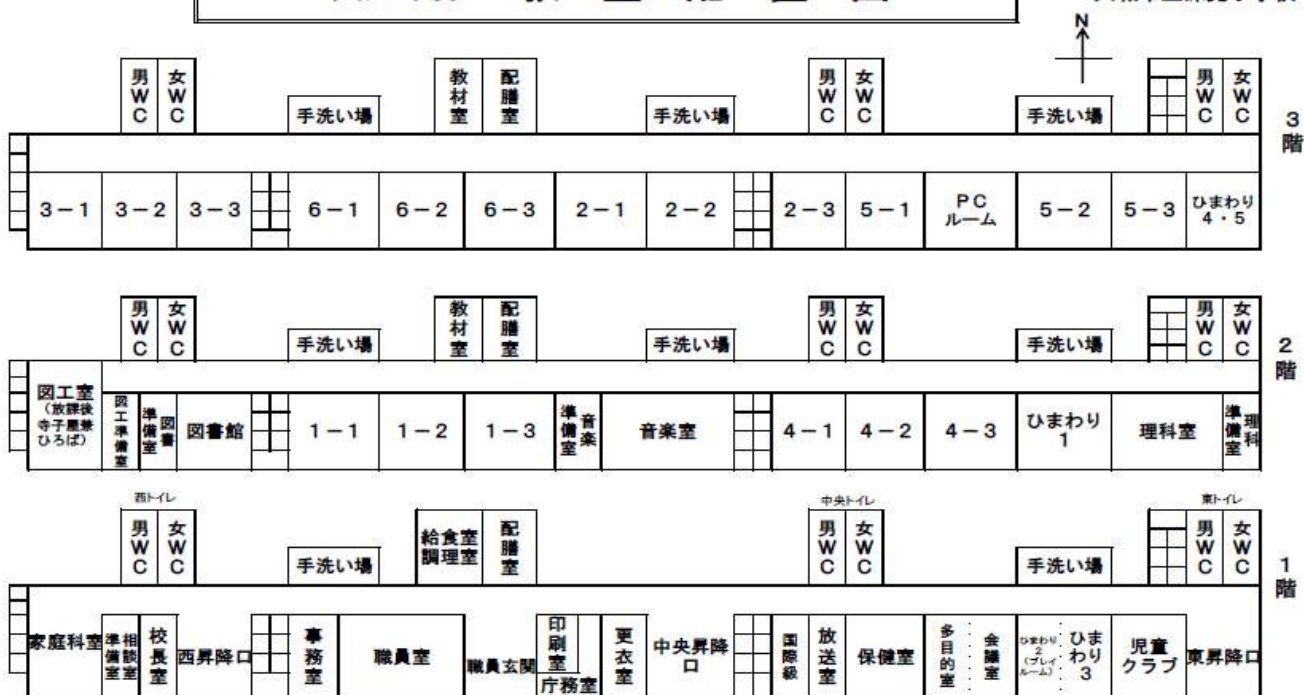 N
男WC 女WC 手洗い場 教材室 配膳室 手洗い場 男WC 女WC 手洗い場 男WC 女WC
3階
3－1 3－2 3－3 6－1 6－2 6－3 2－1 2－2 2－3 5－1 PCルーム 5－2 5－3 ひまわり4・5
男WC 女WC 手洗い場 教材室 配膳室 手洗い場 男WC 女WC 手洗い場 男WC 女WC
2階
図工室（放課後寺子屋兼ひろば） 図工準備室 図書準備室 図書館 1－1 1－2 1－3 音楽準備室 音楽室 4－1 4－2 4－3 ひまわり1 理科室 理科準備室
西トイレ 中央トイレ 東トイレ
男WC 女WC 手洗い場 給食室調理室 配膳室 男WC 女WC 手洗い場 男WC 女WC
1階
家庭科室 準備室 相談室 校長室 西昇降口 事務室 職員室 職員玄関 印刷室 庁務室 更衣室 中央昇降口 国際級 放送室 保健室 多目的室 会議室 ひまわり2（プレイルーム） ひまわり3 児童クラブ 東昇降口